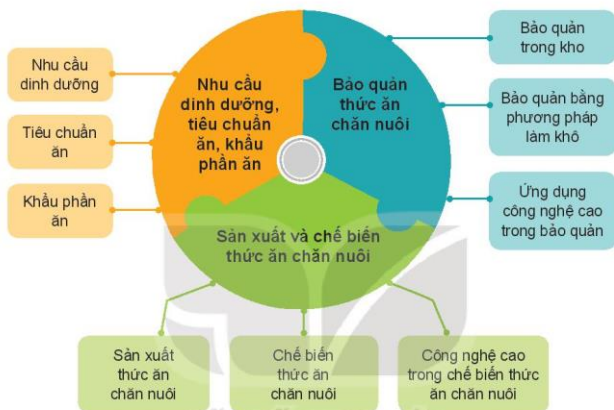 Nhu cầu
dinh dưỡng
Tiêu chuẩn
ăn
Khẩu phần
ăn
Nhu cầu
dinh dưỡng,
tiêu chuẩn
ăn, khẩu
phần ăn
Bảo quản
thức ăn
chăn nuôi
Bảo quản
trong kho
Bảo quản bằng
phương pháp
làm khô
Ứng dụng
công nghệ cao
trong bảo quản
Sản xuất và chế biến
thức ăn chăn nuôi
Sản xuất
thức ăn
chăn nuôi
Chế biến
thức ăn
chăn nuôi
Công nghệ cao
trong chế biến thức
ăn chăn nuôi